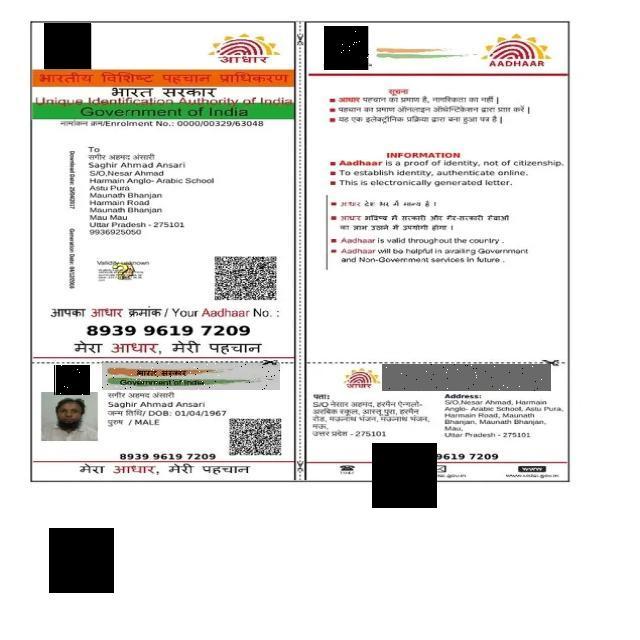 आधार
भारतीय विशिष्ट पहचान प्राधिकरण
भारत सरकार
Unique Identification Authority of India
Government of India
नामांकन क्रम/Enrolment No.: 0000/00329/63048
To
सगीर अहमद अंसारी
Saghir Ahmad Ansari
S/O,Nesar Ahmad
Harmain Anglo- Arabic School
Astu Pura
Maunath Bhanjan
Harmain Road
Maunath Bhanjan
Mau Mau
Uttar Pradesh - 275101
9936925050
Validity unknown
आपका आधार क्रमांक / Your Aadhaar No. :
8939 9619 7209
मेरा आधार, मेरी पहचान
भारत सरकार
Government of India
सगीर अहमद अंसारी
Saghir Ahmad Ansari
जन्म तिथि/ DOB: 01/04/1967
पुरुष / MALE
8939 9619 7209
मेरा आधार, मेरी पहचान
AADHAAR
सूचना
आधार पहचान का प्रमाण है, नागरिकता का नहीं |
पहचान का प्रमाण ऑनलाइन ऑथेन्टिकेशन द्वारा प्राप्त करें |
यह एक इलेक्ट्रॉनिक प्रक्रिया द्वारा बना हुआ पत्र है |
INFORMATION
Aadhaar is a proof of identity, not of citizenship.
To establish identity, authenticate online.
This is electronically generated letter.
आधार देश भर में मान्य है ।
आधार भविष्य में सरकारी और गैर-सरकारी सेवाओं
का लाभ उठाने में उपयोगी होगा ।
Aadhaar is valid throughout the country .
Aadhaar will be helpful in availing Government
and Non-Government services in future .
आधार
पता:
S/O नेसार अहमद, हरमैन ऐन्गलो-
अरबिक स्कूल, आस्तू पुरा, हरमैन
रोड, मऊनाथ भंजन, मऊनाथ भंजन,
मऊ,
उत्तर प्रदेश - 275101
Address:
S/O,Nesar Ahmad, Harmain
Anglo- Arabic School, Astu Pura,
Harmain Road, Maunath
Bhanjan, Maunath Bhanjan,
Mau,
Uttar Pradesh - 275101
9619 7209
www